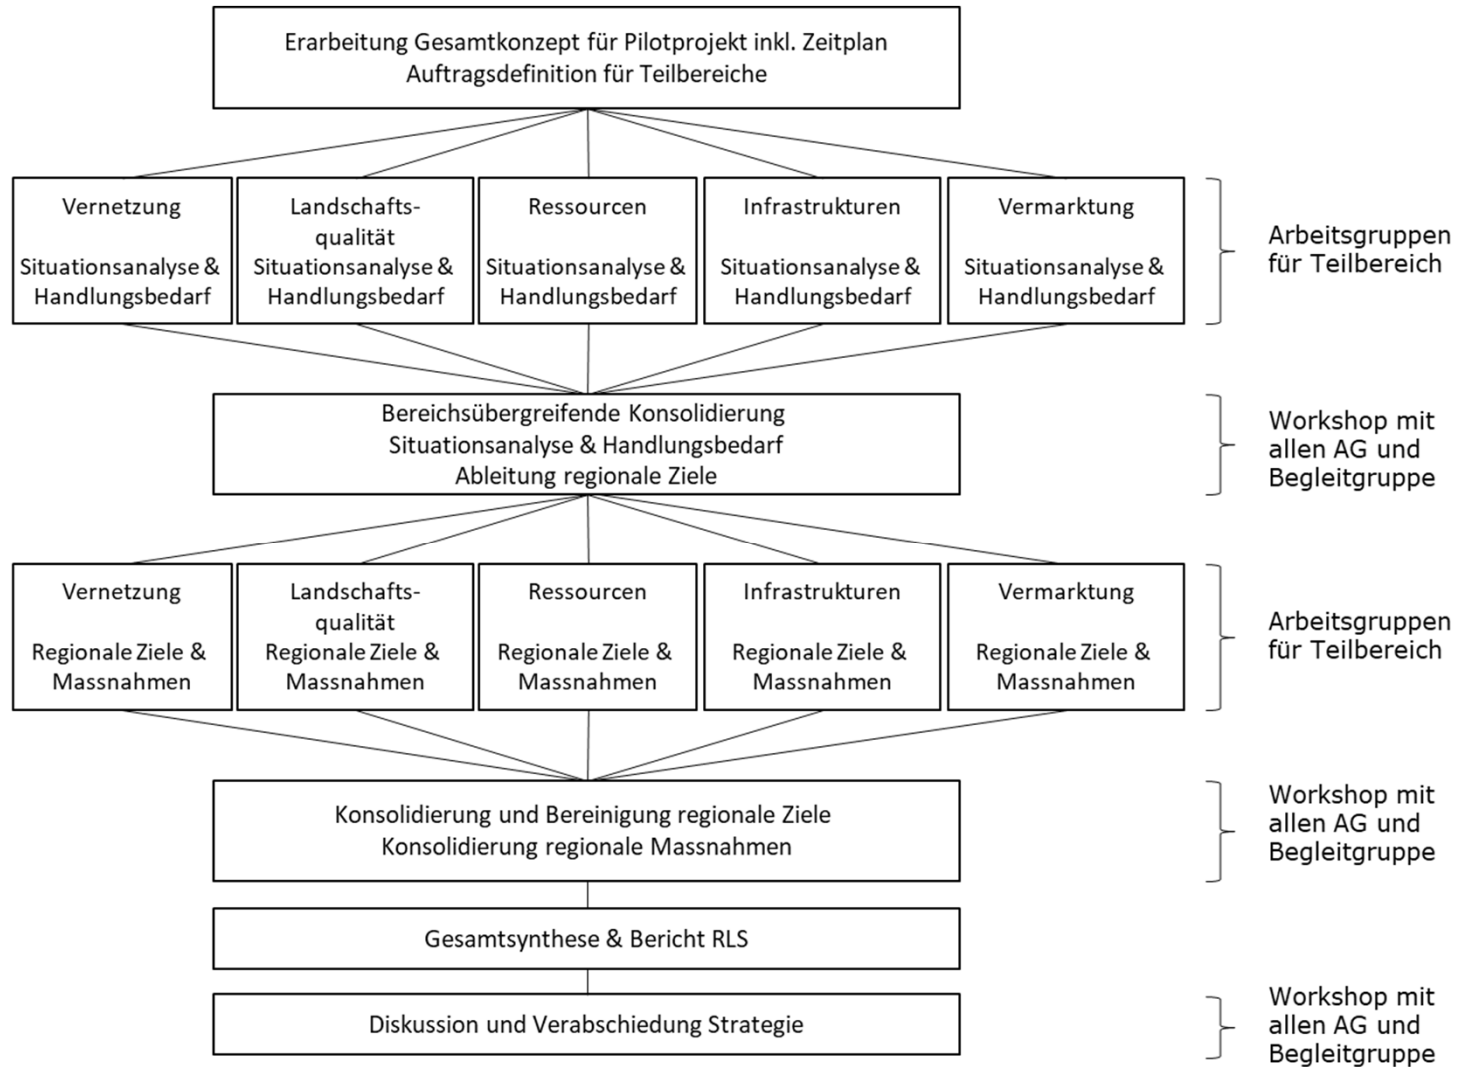 Erarbeitung Gesamtkonzept für Pilotprojekt inkl. Zeitplan
Auftragsdefinition für Teilbereiche
Vernetzung
Situationsanalyse &
Handlungsbedarf
Landschafts-
qualität
Situationsanalyse &
Handlungsbedarf
Ressourcen
Situationsanalyse &
Handlungsbedarf
Infrastrukturen
Situationsanalyse &
Handlungsbedarf
Vermarktung
Situationsanalyse &
Handlungsbedarf
Arbeitsgruppen
für Teilbereich
Bereichsübergreifende Konsolidierung
Situationsanalyse & Handlungsbedarf
Ableitung regionale Ziele
Workshop mit
allen AG und
Begleitgruppe
Vernetzung
Regionale Ziele &
Massnahmen
Landschafts-
qualität
Regionale Ziele &
Massnahmen
Ressourcen
Regionale Ziele &
Massnahmen
Infrastrukturen
Regionale Ziele &
Massnahmen
Vermarktung
Regionale Ziele &
Massnahmen
Arbeitsgruppen
für Teilbereich
Konsolidierung und Bereinigung regionale Ziele
Konsolidierung regionale Massnahmen
Workshop mit
allen AG und
Begleitgruppe
Gesamtsynthese & Bericht RLS
Diskussion und Verabschiedung Strategie
Workshop mit
allen AG und
Begleitgruppe